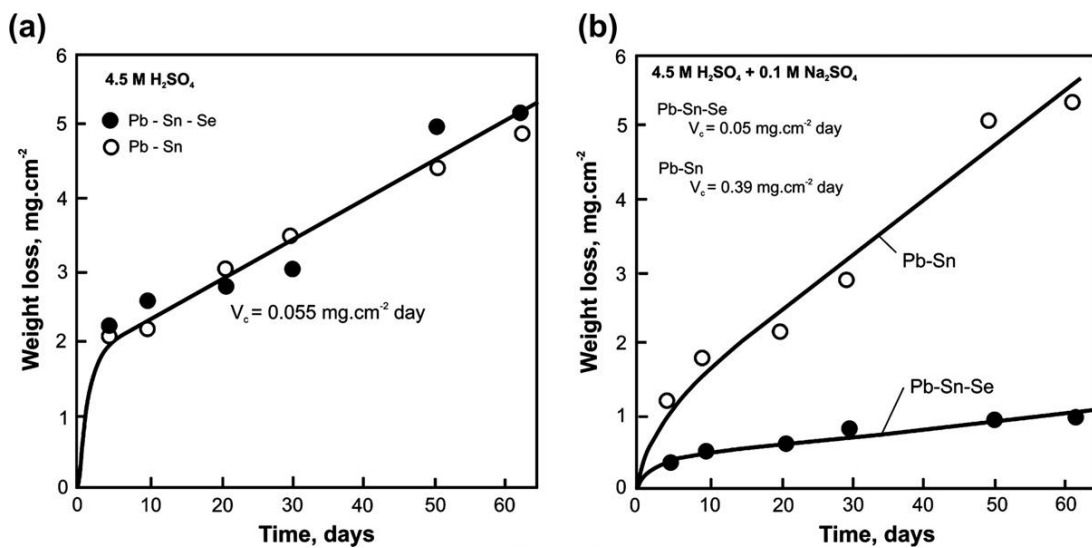 (a)
6
5
4
3
2
1
0
Weight loss, mg.cm⁻²
4.5 M H₂SO₄
Pb - Sn - Se
Pb - Sn
V꜀ = 0.055 mg.cm⁻² day
0 10 20 30 40 50 60
Time, days
(b)
6
5
4
3
2
1
0
Weight loss, mg.cm⁻²
4.5 M H₂SO₄ + 0.1 M Na₂SO₄
Pb-Sn-Se
V꜀ = 0.05 mg.cm⁻² day
Pb-Sn
V꜀ = 0.39 mg.cm⁻² day
Pb-Sn
Pb-Sn-Se
0 10 20 30 40 50 60
Time, days